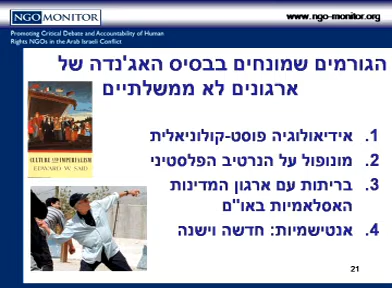 NGO MONITOR
www.ngo-monitor.org
Promoting Critical Debate and Accountability of Human
Rights NGOs in the Arab Israeli Conflict
הגורמים שמונחים בבסיס האג'נדה של
ארגונים לא ממשלתיים
1. אידיאולוגיה פוסט-קולוניאלית
2. מונופול על הנרטיב הפלסטיני
3. בריתות עם ארגון המדינות
האסלאמיות באו"ם
4. אנטישמיות: חדשה וישנה
CULTURE AND IMPERIALISM
EDWARD W. SAID
21